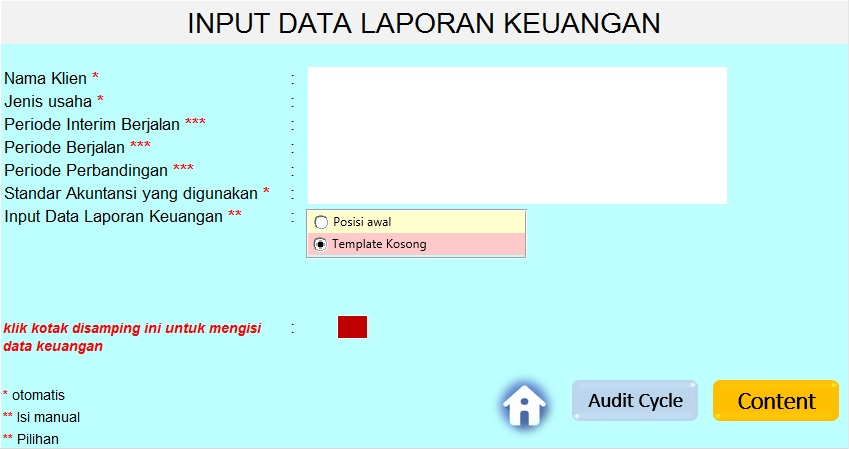 INPUT DATA LAPORAN KEUANGAN
Nama Klien * :
Jenis usaha * :
Periode Interim Berjalan *** :
Periode Berjalan *** :
Periode Perbandingan *** :
Standar Akuntansi yang digunakan * :
Input Data Laporan Keuangan ** :
Posisi awal
Template Kosong
klik kotak disamping ini untuk mengisi :
data keuangan
* otomatis
** Isi manual
** Pilihan
Audit Cycle
Content